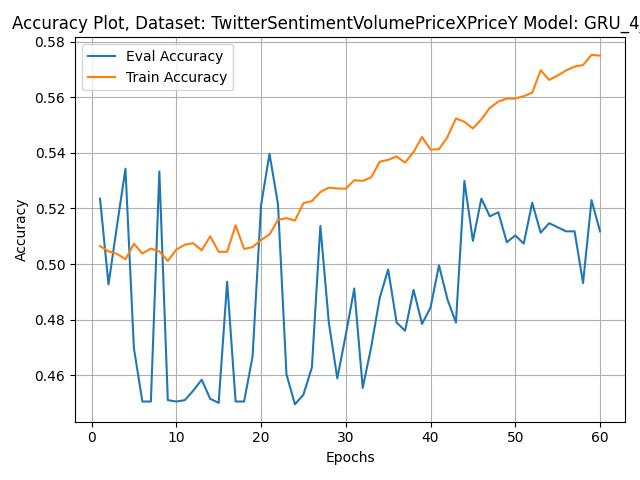 Accuracy Plot, Dataset: TwitterSentimentVolumePriceXPriceY Model: GRU_4
Eval Accuracy
Train Accuracy
Accuracy
0.58
0.56
0.54
0.52
0.50
0.48
0.46
0 10 20 30 40 50 60
Epochs